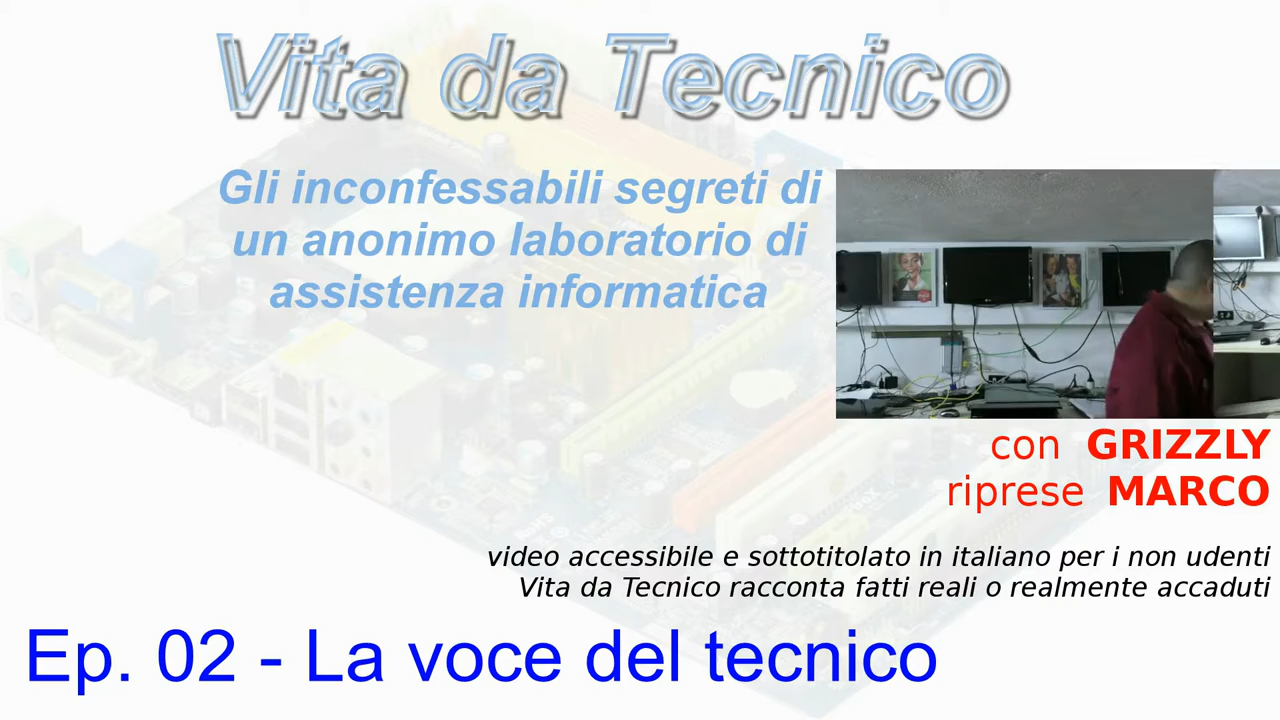 Vita da Tecnico
Gli inconfessabili segreti di
un anonimo laboratorio di
assistenza informatica
con GRIZZLY
riprese MARCO
video accessibile e sottotitolato in italiano per i non udenti
Vita da Tecnico racconta fatti reali o realmente accaduti
Ep. 02 - La voce del tecnico